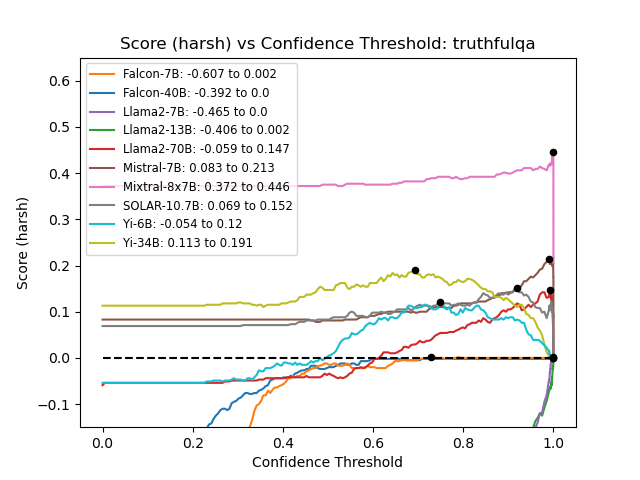 Score (harsh) vs Confidence Threshold: truthfulqa
Score (harsh)
0.6
0.5
0.4
0.3
0.2
0.1
0.0
−0.1
Falcon-7B: -0.607 to 0.002
Falcon-40B: -0.392 to 0.0
Llama2-7B: -0.465 to 0.0
Llama2-13B: -0.406 to 0.002
Llama2-70B: -0.059 to 0.147
Mistral-7B: 0.083 to 0.213
Mixtral-8x7B: 0.372 to 0.446
SOLAR-10.7B: 0.069 to 0.152
Yi-6B: -0.054 to 0.12
Yi-34B: 0.113 to 0.191
0.0 0.2 0.4 0.6 0.8 1.0
Confidence Threshold